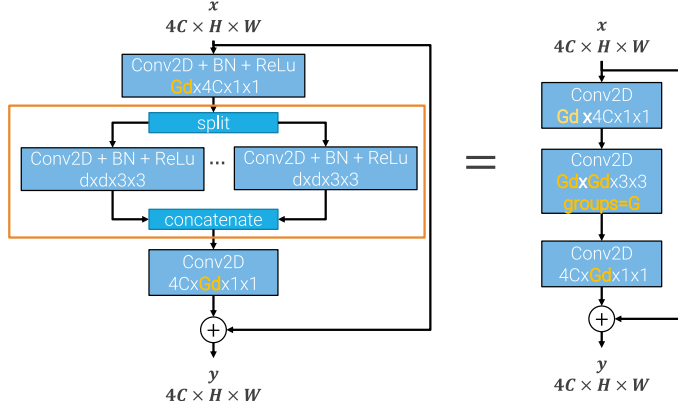 x
4C × H × W
Conv2D + BN + ReLu
Gdx4Cx1x1
split
Conv2D + BN + ReLu
dxdx3x3
...
Conv2D + BN + ReLu
dxdx3x3
concatenate
Conv2D
4CxGdx1x1
+
y
4C × H × W
=
x
4C × H × W
Conv2D
Gd x4Cx1x1
Conv2D
GdxGdx3x3
groups=G
Conv2D
4CxGdx1x1
+
y
4C × H × W